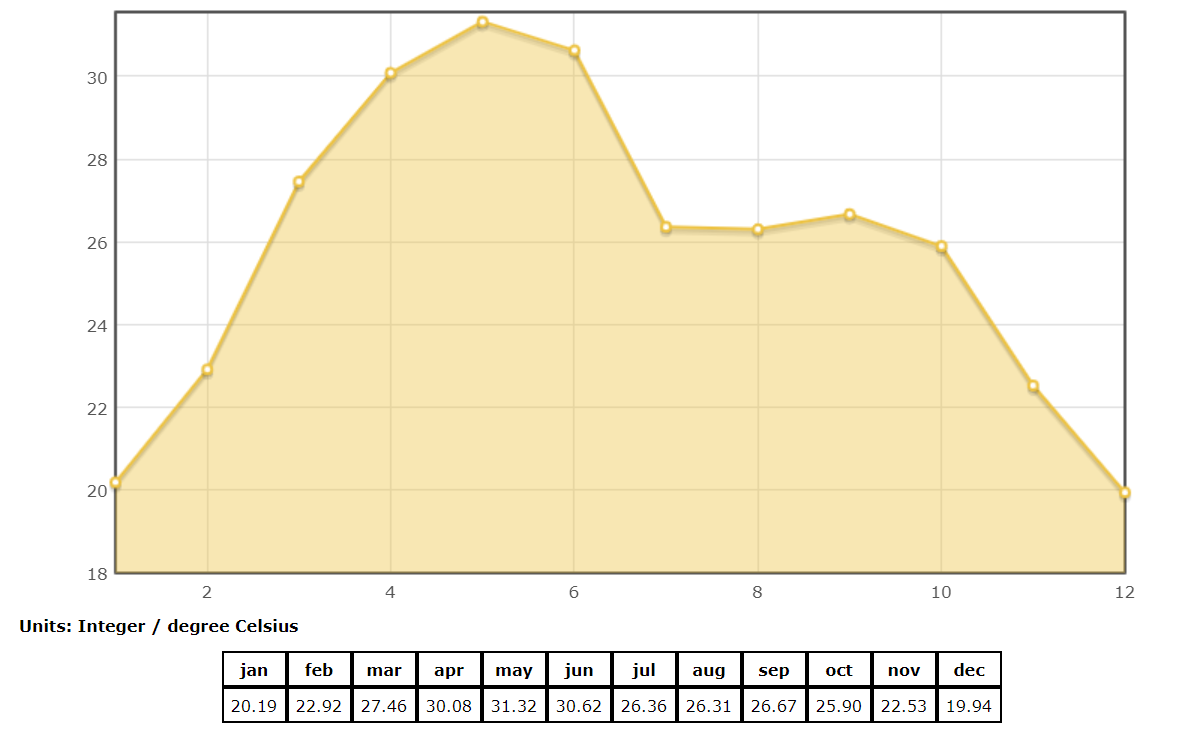 30
28
26
24
22
20
18
2 4 6 8 10 12
Units: Integer / degree Celsius
jan feb mar apr may jun jul aug sep oct nov dec
20.19 22.92 27.46 30.08 31.32 30.62 26.36 26.31 26.67 25.90 22.53 19.94